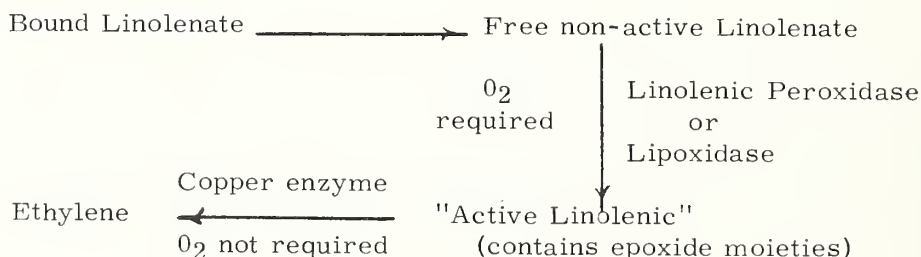 Bound Linolenate Free non-active Linolenate
O2 required
Linolenic Peroxidase
or
Lipoxidase
Copper enzyme
Ethylene "Active Linolenic"
O2 not required (contains epoxide moieties)